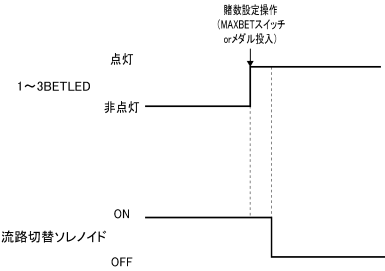 賭数設定操作
(MAXBETスイッチ
orメダル投入)
点灯
1～3BETLED
非点灯
ON
流路切替ソレノイド
OFF